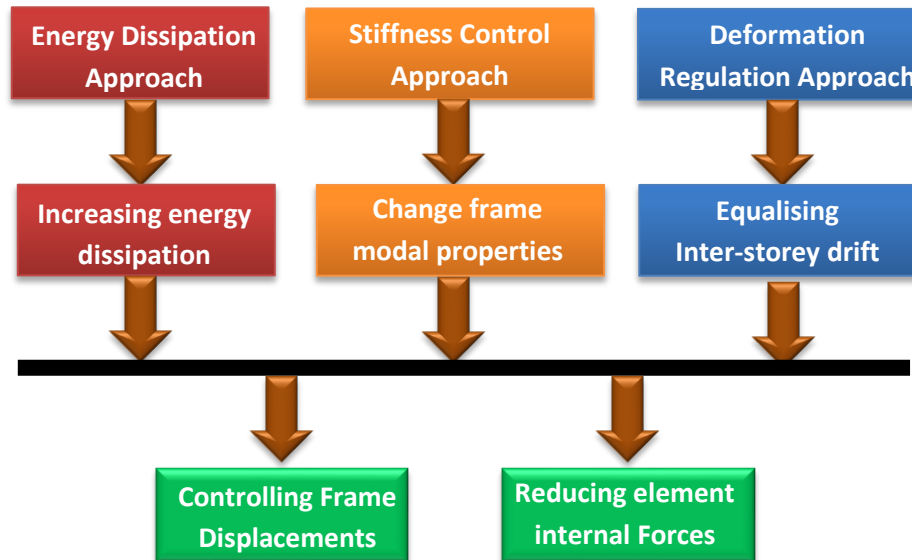 Energy Dissipation
Approach
Stiffness Control
Approach
Deformation
Regulation Approach
Increasing energy
dissipation
Change frame
modal properties
Equalising
Inter-storey drift
Controlling Frame
Displacements
Reducing element
internal Forces